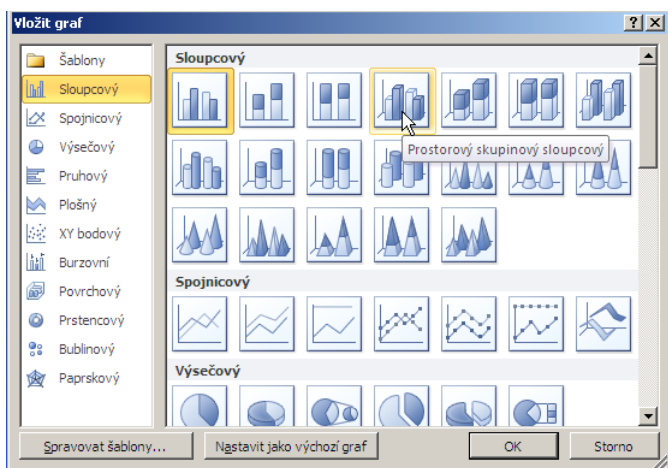 Vložit graf
Šablony
Sloupcový
Spojnicový
Výsečový
Pruhový
Plošný
XY bodový
Burzovní
Povrchový
Prstencový
Bublinový
Paprskový
Sloupcový
Prostorový skupinový sloupcový
Spojnicový
Výsečový
Spravovat šablony...
Nastavit jako výchozí graf
OK
Storno